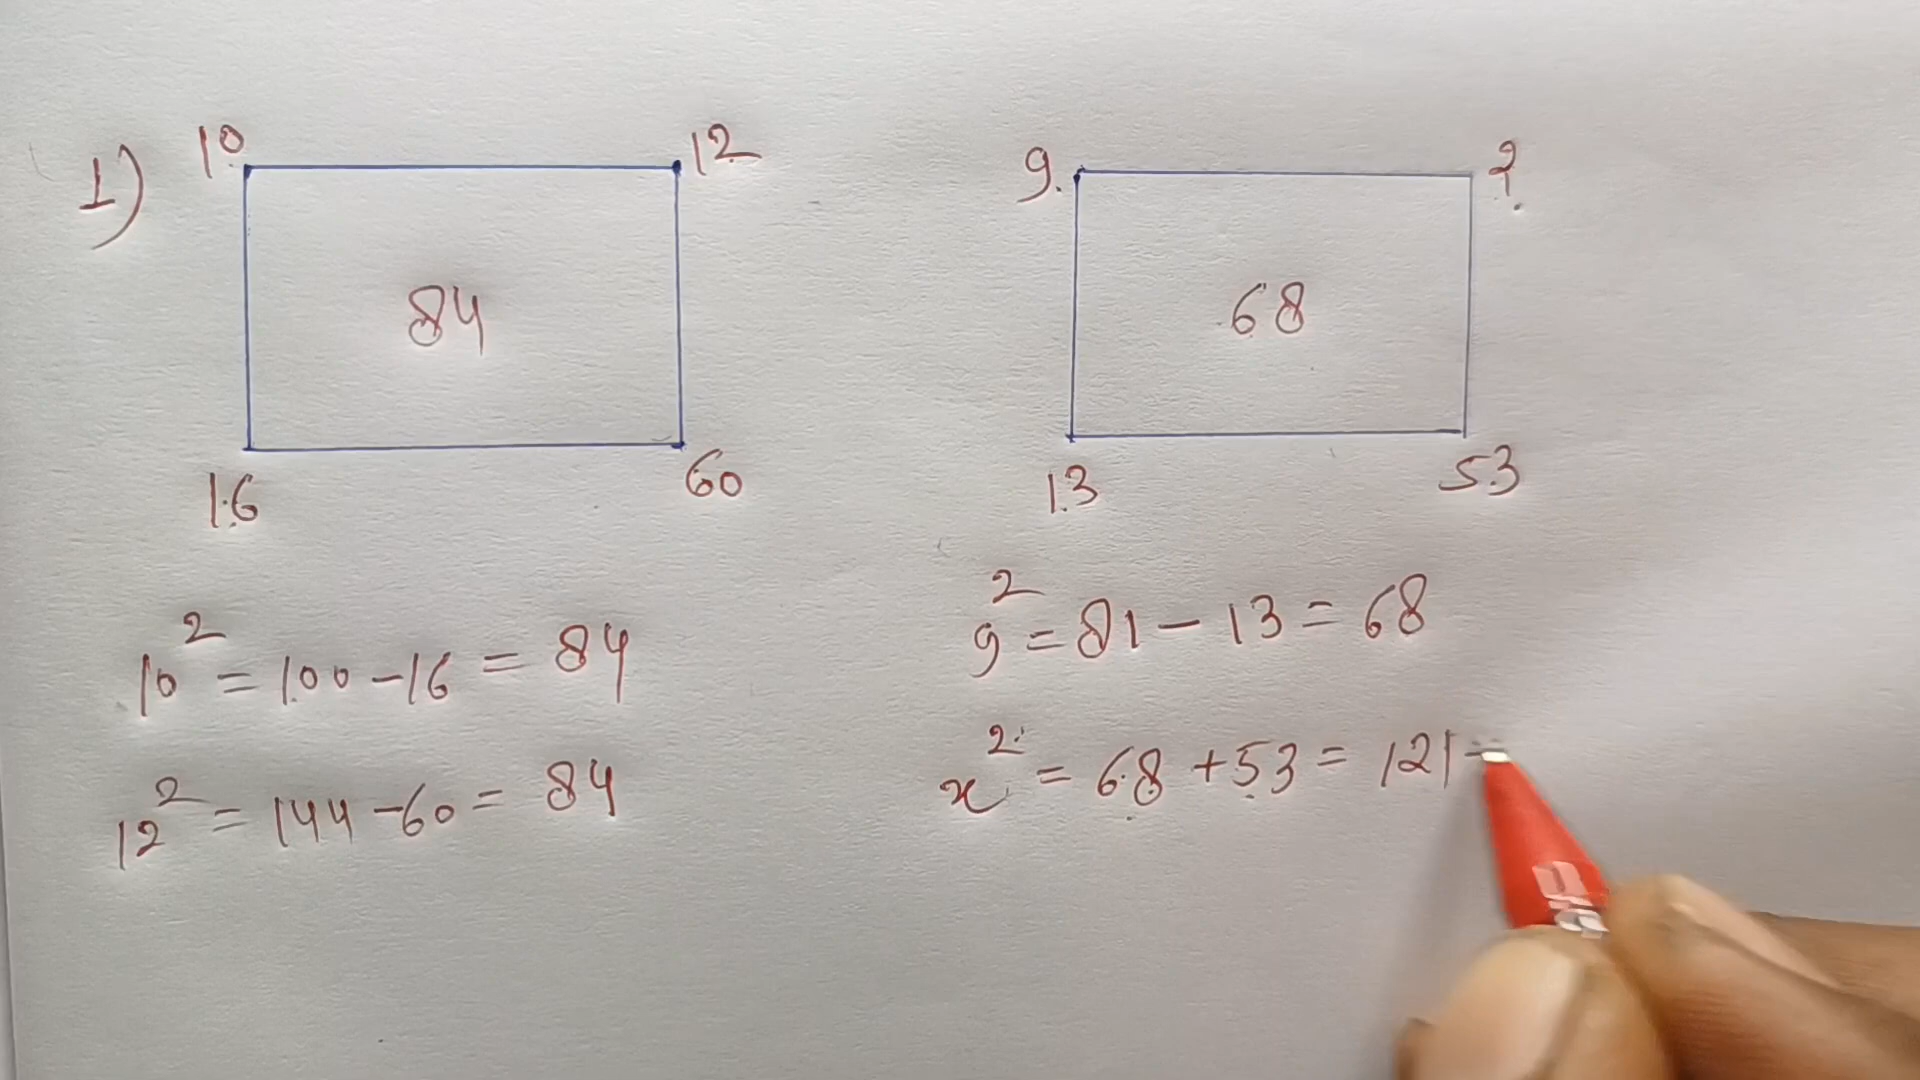 1)
10 12
84
16 60
9 ?
68
13 53
10² = 100 - 16 = 84
12² = 144 - 60 = 84
9² = 81 - 13 = 68
x² = 68 + 53 = 121 =